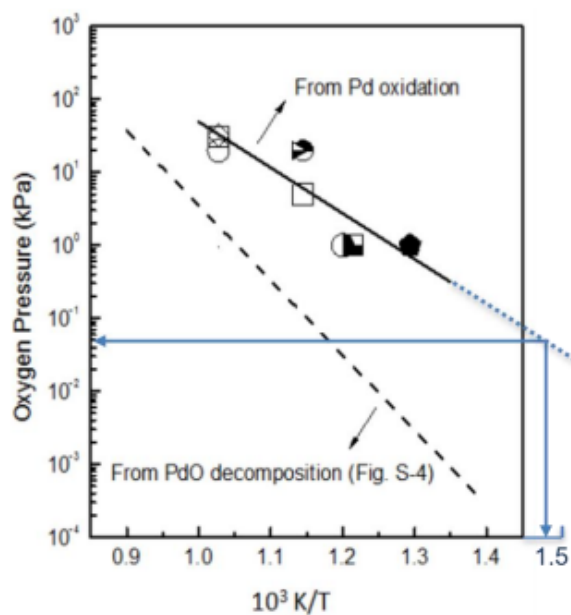 10³
10²
10¹
10⁰
10⁻¹
10⁻²
10⁻³
10⁻⁴
Oxygen Pressure (kPa)
From Pd oxidation
From PdO decomposition (Fig. S-4)
0.9 1.0 1.1 1.2 1.3 1.4 1.5
10³ K/T